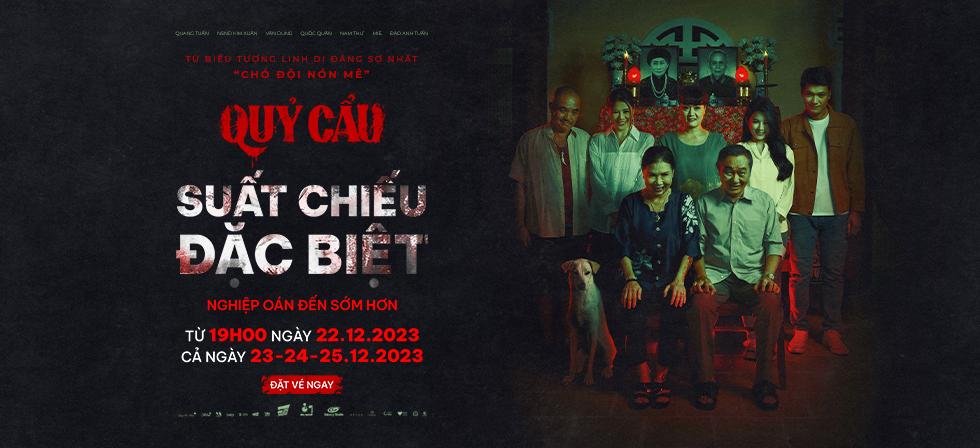 QUANG TUẤN NSND KIM XUÂN VÂN DUNG QUỐC QUÂN NAM THƯ MIE ĐÀO ANH TUẤN
TỪ BIỂU TƯỢNG LINH DỊ ĐÁNG SỢ NHẤT
“CHÓ ĐỘI NÓN MÊ”
QUỶ CẨU
SUẤT CHIẾU
ĐẶC BIỆT
NGHIỆP OÁN ĐẾN SỚM HƠN
TỪ 19H00 NGÀY 22.12.2023
CẢ NGÀY 23-24-25.12.2023
ĐẶT VÉ NGAY